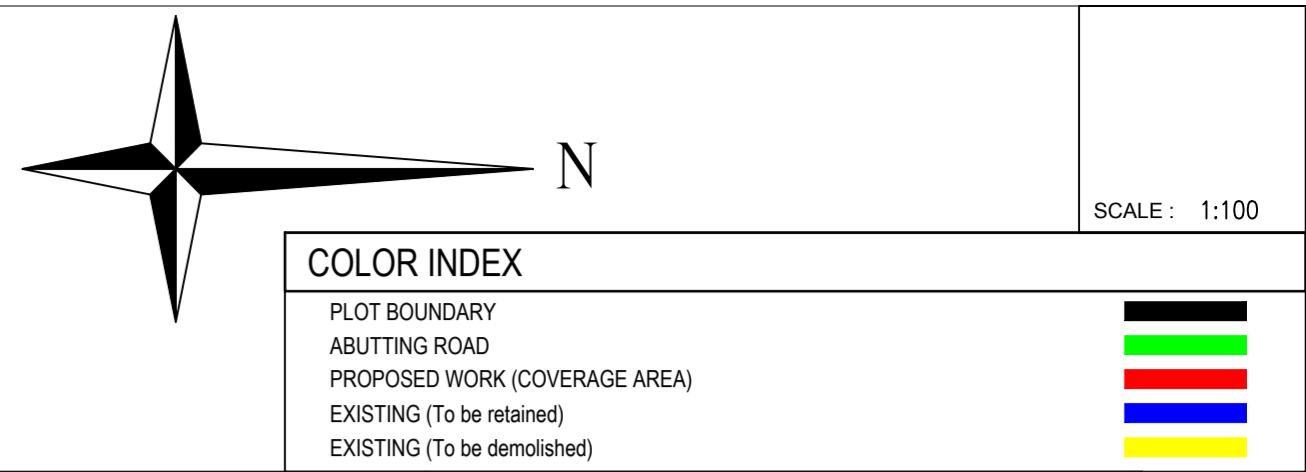 N
SCALE : 1:100
COLOR INDEX
PLOT BOUNDARY
ABUTTING ROAD
PROPOSED WORK (COVERAGE AREA)
EXISTING (To be retained)
EXISTING (To be demolished)